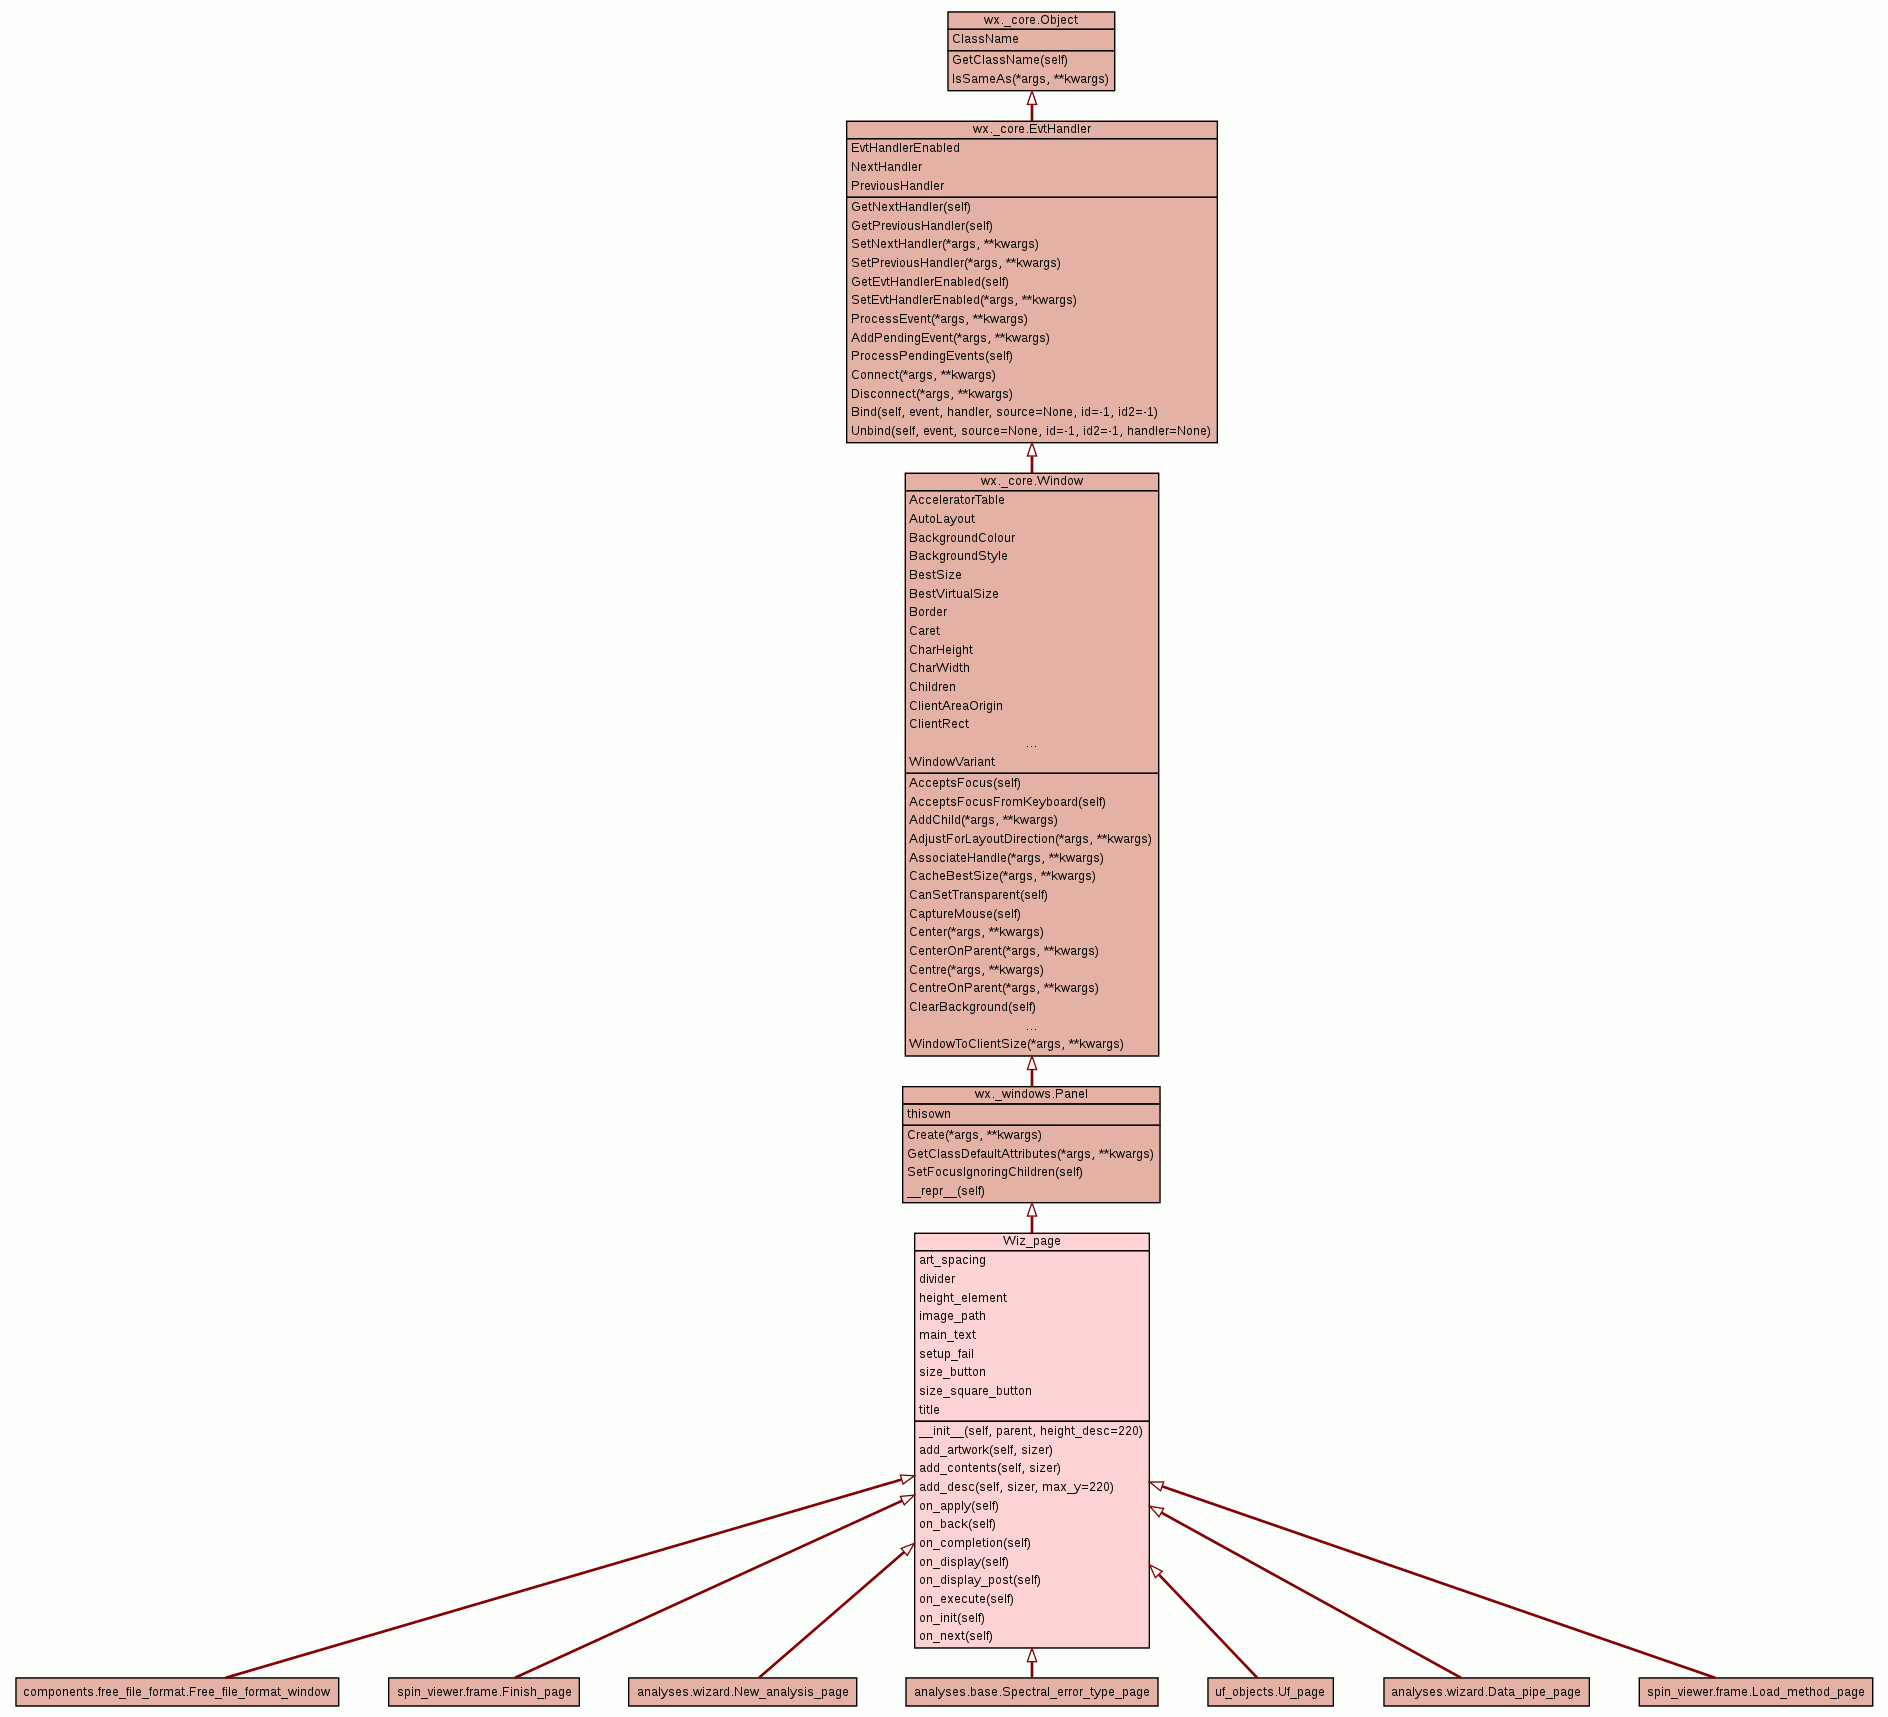 wx._core.Object
ClassName
GetClassName(self)
IsSameAs(*args, **kwargs)
wx._core.EvtHandler
EvtHandlerEnabled
NextHandler
PreviousHandler
GetNextHandler(self)
GetPreviousHandler(self)
SetNextHandler(*args, **kwargs)
SetPreviousHandler(*args, **kwargs)
GetEvtHandlerEnabled(self)
SetEvtHandlerEnabled(*args, **kwargs)
ProcessEvent(*args, **kwargs)
AddPendingEvent(*args, **kwargs)
ProcessPendingEvents(self)
Connect(*args, **kwargs)
Disconnect(*args, **kwargs)
Bind(self, event, handler, source=None, id=-1, id2=-1)
Unbind(self, event, source=None, id=-1, id2=-1, handler=None)
wx._core.Window
AcceleratorTable
AutoLayout
BackgroundColour
BackgroundStyle
BestSize
BestVirtualSize
Border
Caret
CharHeight
CharWidth
Children
ClientAreaOrigin
ClientRect
...
WindowVariant
AcceptsFocus(self)
AcceptsFocusFromKeyboard(self)
AddChild(*args, **kwargs)
AdjustForLayoutDirection(*args, **kwargs)
AssociateHandle(*args, **kwargs)
CacheBestSize(*args, **kwargs)
CanSetTransparent(self)
CaptureMouse(self)
Center(*args, **kwargs)
CenterOnParent(*args, **kwargs)
Centre(*args, **kwargs)
CentreOnParent(*args, **kwargs)
ClearBackground(self)
...
WindowToClientSize(*args, **kwargs)
wx._windows.Panel
thisown
Create(*args, **kwargs)
GetClassDefaultAttributes(*args, **kwargs)
SetFocusIgnoringChildren(self)
__repr__(self)
Wiz_page
art_spacing
divider
height_element
image_path
main_text
setup_fail
size_button
size_square_button
title
__init__(self, parent, height_desc=220)
add_artwork(self, sizer)
add_contents(self, sizer)
add_desc(self, sizer, max_y=220)
on_apply(self)
on_back(self)
on_completion(self)
on_display(self)
on_display_post(self)
on_execute(self)
on_init(self)
on_next(self)
components.free_file_format.Free_file_format_window
spin_viewer.frame.Finish_page
analyses.wizard.New_analysis_page
analyses.base.Spectral_error_type_page
uf_objects.Uf_page
analyses.wizard.Data_pipe_page
spin_viewer.frame.Load_method_page